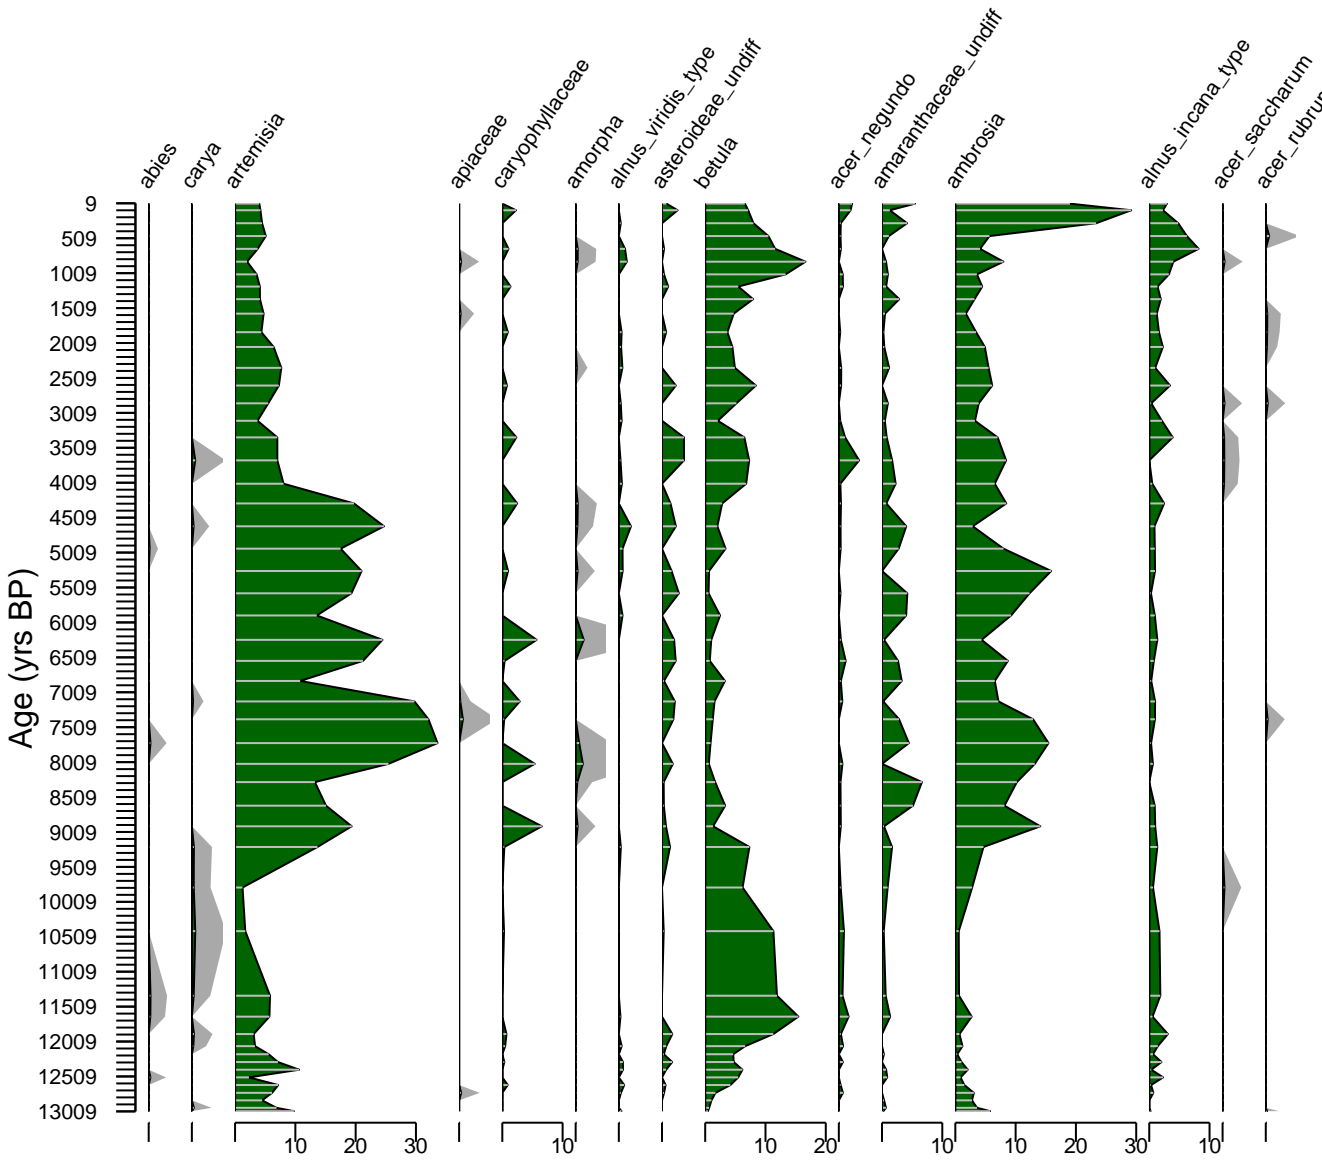 abies
carya
artemisia
apiaceae
caryophyllaceae
amorpha
alnus_viridis_type
asteroideae_undiff
betula
acer_negundo
amaranthaceae_undiff
ambrosia
alnus_incana_type
acer_saccharum
acer_rubrum
Age (yrs BP)
9
509
1009
1509
2009
2509
3009
3509
4009
4509
5009
5509
6009
6509
7009
7509
8009
8509
9009
9509
10009
10509
11009
11509
12009
12509
13009
10 20 30 10 10 20 10 10 20 30 10